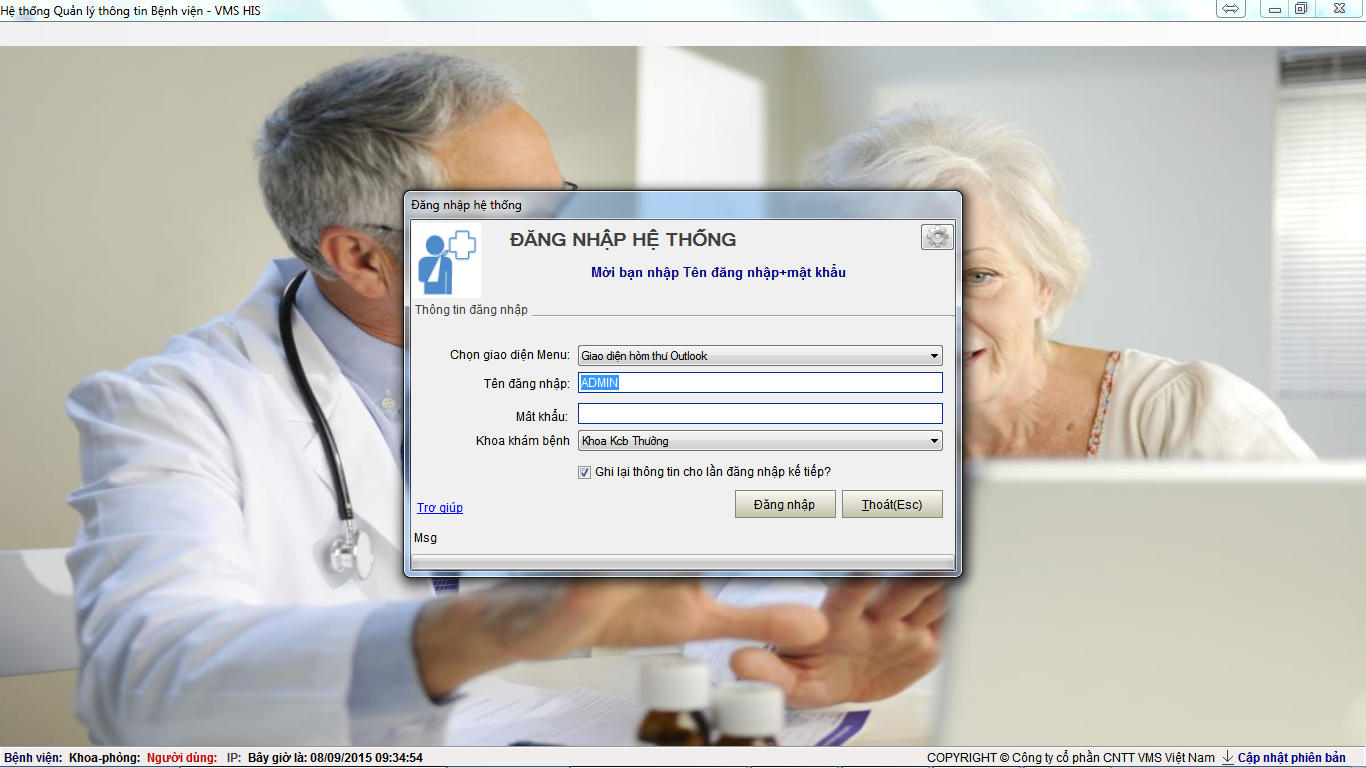 Hệ thống Quản lý thông tin Bệnh viện - VMS HIS
Đăng nhập hệ thống
ĐĂNG NHẬP HỆ THỐNG
Mời bạn nhập Tên đăng nhập+mật khẩu
Thông tin đăng nhập
Chọn giao diện Menu: Giao diện hòm thư Outlook
Tên đăng nhập: ADMIN
Mât khẩu:
Khoa khám bệnh Khoa Kcb Thường
Ghi lại thông tin cho lần đăng nhập kế tiếp?
Trợ giúp Đăng nhập Thoát(Esc)
Msg
Bệnh viện: Khoa-phòng: Người dùng: IP: Bây giờ là: 08/09/2015 09:34:54 COPYRIGHT © Công ty cổ phần CNTT VMS Việt Nam Cập nhật phiên bản